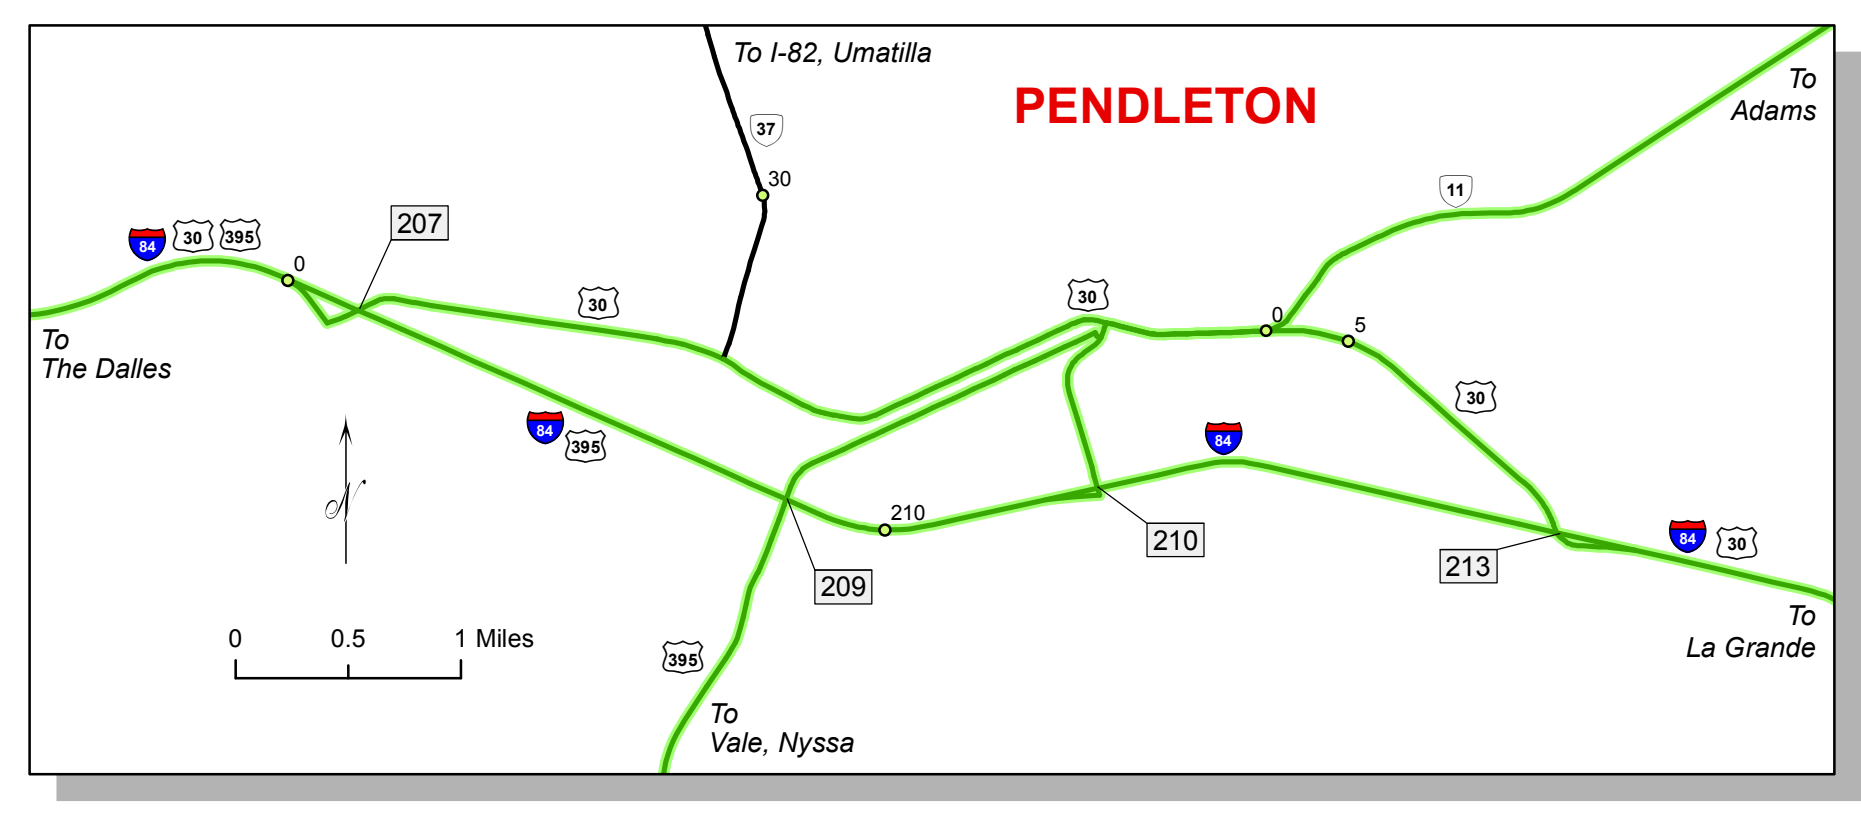 To I-82, Umatilla
PENDLETON
To
Adams
37
30
11
207
84
30
395
0
30
30
0
5
To
The Dalles
84
395
30
84
210
210
213
84
30
209
0
0.5
1 Miles
395
To
Vale, Nyssa
To
La Grande
N